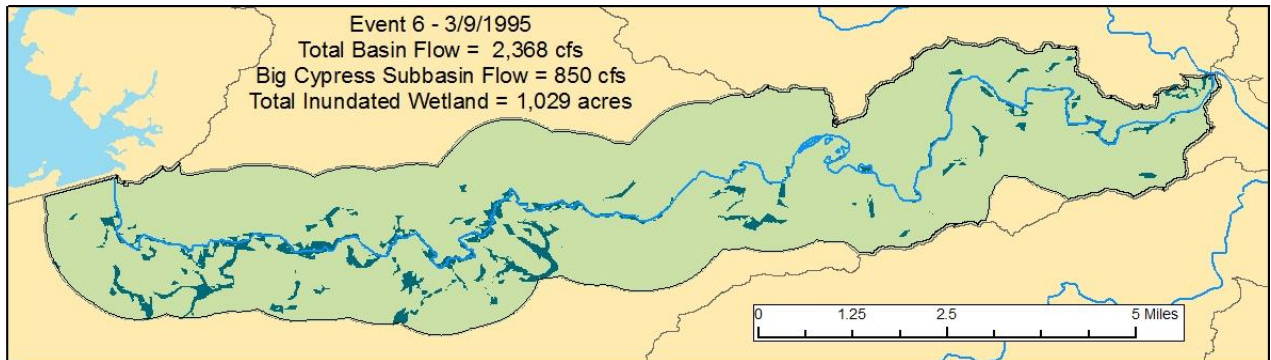 Event 6 - 3/9/1995
Total Basin Flow = 2,368 cfs
Big Cypress Subbasin Flow = 850 cfs
Total Inundated Wetland = 1,029 acres
0 1.25 2.5 5 Miles